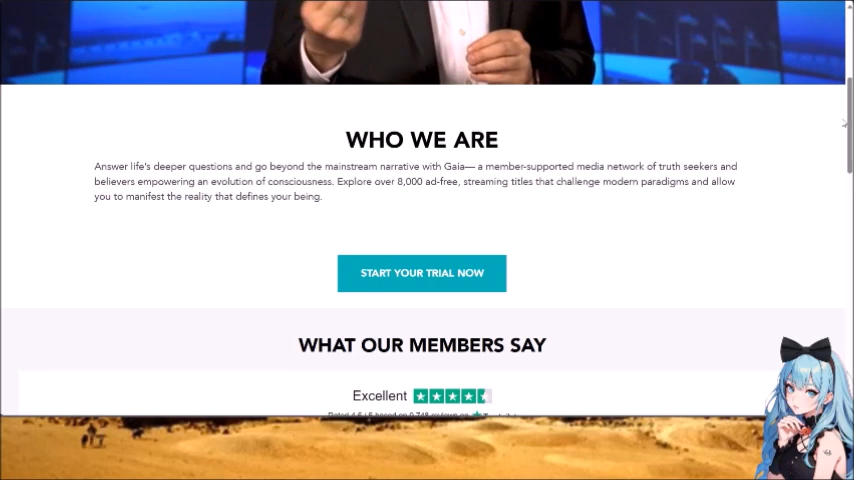 WHO WE ARE
Answer life's deeper questions and go beyond the mainstream narrative with Gaia— a member-supported media network of truth seekers and
believers empowering an evolution of consciousness. Explore over 8,000 ad-free, streaming titles that challenge modern paradigms and allow
you to manifest the reality that defines your being.
START YOUR TRIAL NOW
WHAT OUR MEMBERS SAY
Excellent